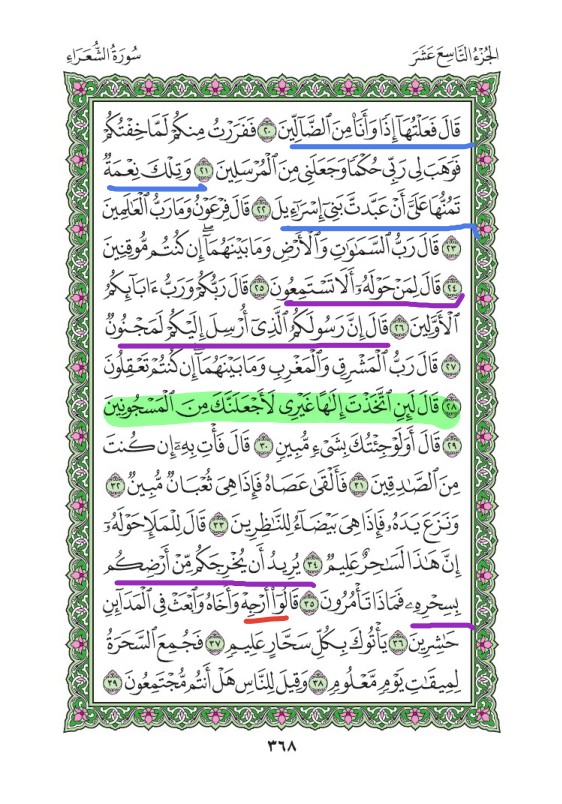 الجُزْءُ التَّاسِعَ عَشَرَ
سُورَةُ الشُّعَرَاءِ
قَالَ فَعَلْتُهَآ إِذًا وَأَنَا۠ مِنَ ٱلضَّآلِّينَ ٢٠ فَفَرَرْتُ مِنكُمْ لَمَّا خِفْتُكُمْ
فَوَهَبَ لِى رَبِّى حُكْمًا وَجَعَلَنِى مِنَ ٱلْمُرْسَلِينَ ٢١ وَتِلْكَ نِعْمَةٌ
تَمُنُّهَا عَلَىَّ أَنْ عَبَّدتَّ بَنِىٓ إِسْرَٰٓءِيلَ ٢٢ قَالَ فِرْعَوْنُ وَمَا رَبُّ ٱلْعَٰلَمِينَ
٢٣ قَالَ رَبُّ ٱلسَّمَٰوَٰتِ وَٱلْأَرْضِ وَمَا بَيْنَهُمَآ إِن كُنتُم مُّوقِنِينَ
٢٤ قَالَ لِمَنْ حَوْلَهُۥٓ أَلَا تَسْتَمِعُونَ ٢٥ قَالَ رَبُّكُمْ وَرَبُّ ءَابَآئِكُمُ
ٱلْأَوَّلِينَ ٢٦ قَالَ إِنَّ رَسُولَكُمُ ٱلَّذِىٓ أُرْسِلَ إِلَيْكُمْ لَمَجْنُونٌ
٢٧ قَالَ رَبُّ ٱلْمَشْرِقِ وَٱلْمَغْرِبِ وَمَا بَيْنَهُمَآ إِن كُنتُمْ تَعْقِلُونَ
٢٨ قَالَ لَئِنِ ٱتَّخَذْتَ إِلَٰهًا غَيْرِى لَأَجْعَلَنَّكَ مِنَ ٱلْمَسْجُونِينَ
٢٩ قَالَ أَوَلَوْ جِئْتُكَ بِشَىْءٍ مُّبِينٍ ٣٠ قَالَ فَأْتِ بِهِۦٓ إِن كُنتَ
مِنَ ٱلصَّٰدِقِينَ ٣١ فَأَلْقَىٰ عَصَاهُ فَإِذَا هِىَ ثُعْبَانٌ مُّبِينٌ ٣٢
وَنَزَعَ يَدَهُۥ فَإِذَا هِىَ بَيْضَآءُ لِلنَّٰظِرِينَ ٣٣ قَالَ لِلْمَلَإِ حَوْلَهُۥٓ
إِنَّ هَٰذَا لَسَٰحِرٌ عَلِيمٌ ٣٤ يُرِيدُ أَن يُخْرِجَكُم مِّنْ أَرْضِكُم
بِسِحْرِهِۦ فَمَاذَا تَأْمُرُونَ ٣٥ قَالُوٓا۟ أَرْجِهْ وَأَخَاهُ وَٱبْعَثْ فِى ٱلْمَدَآئِنِ
حَٰشِرِينَ ٣٦ يَأْتُوكَ بِكُلِّ سَحَّارٍ عَلِيمٍ ٣٧ فَجُمِعَ ٱلسَّحَرَةُ
لِمِيقَٰتِ يَوْمٍ مَّعْلُومٍ ٣٨ وَقِيلَ لِلنَّاسِ هَلْ أَنتُم مُّجْتَمِعُونَ ٣٩
٣٦٨